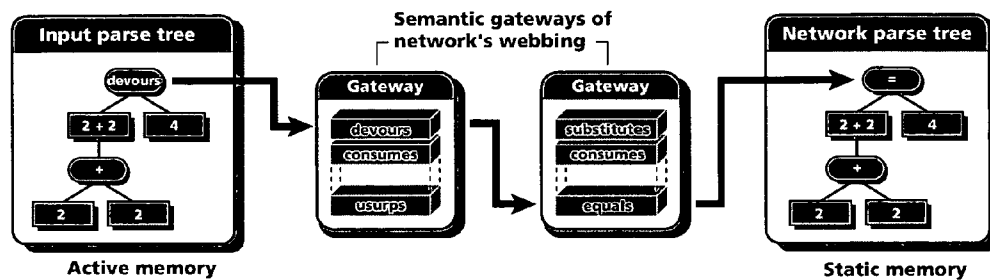 Semantic gateways of
network's webbing
Input parse tree
devours
2 + 2
4
+
2
2
Active memory
Gateway
devours
consumes
usurps
Gateway
substitutes
consumes
equals
Network parse tree
=
2 + 2
4
+
2
2
Static memory